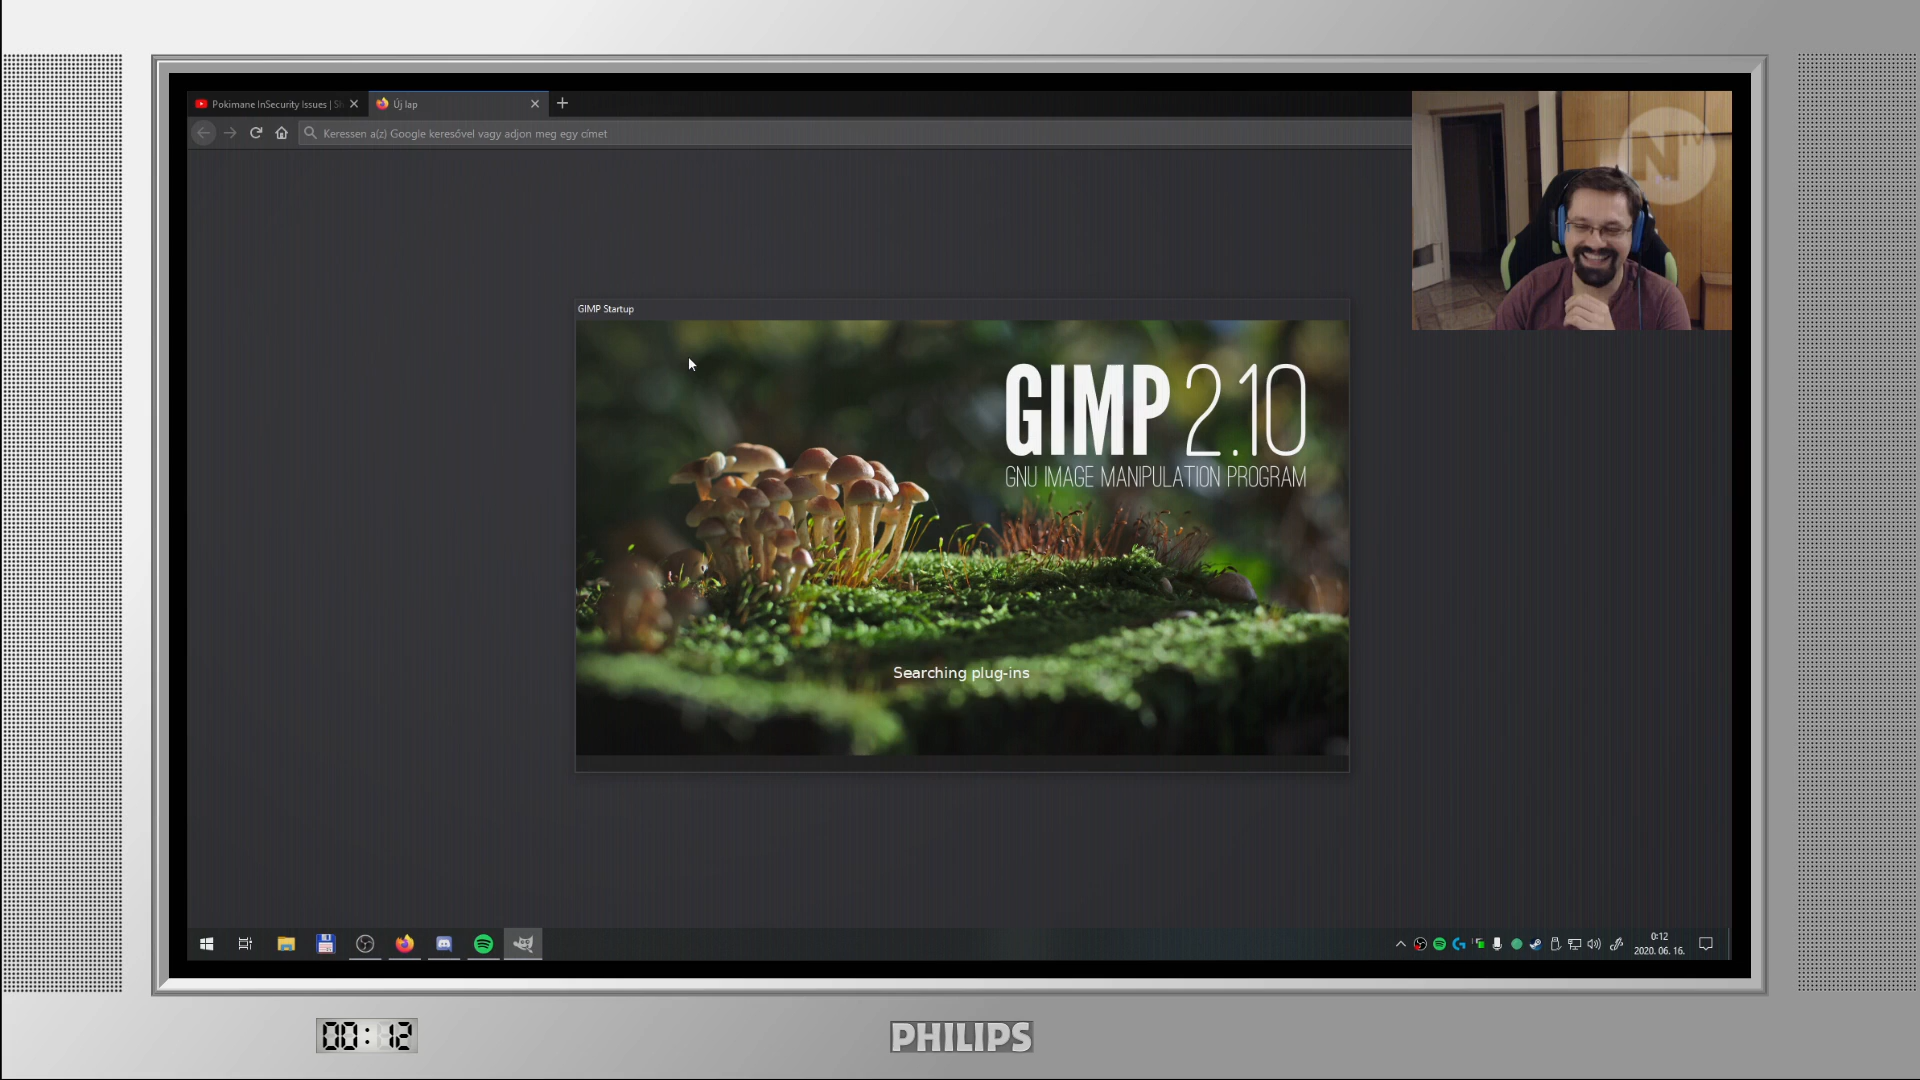 Pokimane InSecurity Issues |
Új lap
Keressen a(z) Google keresővel vagy adjon meg egy címet
N TV
GIMP Startup
GIMP 2.10
GNU IMAGE MANIPULATION PROGRAM
Searching plug-ins
0:12
2020. 06. 16.
00:12
PHILIPS